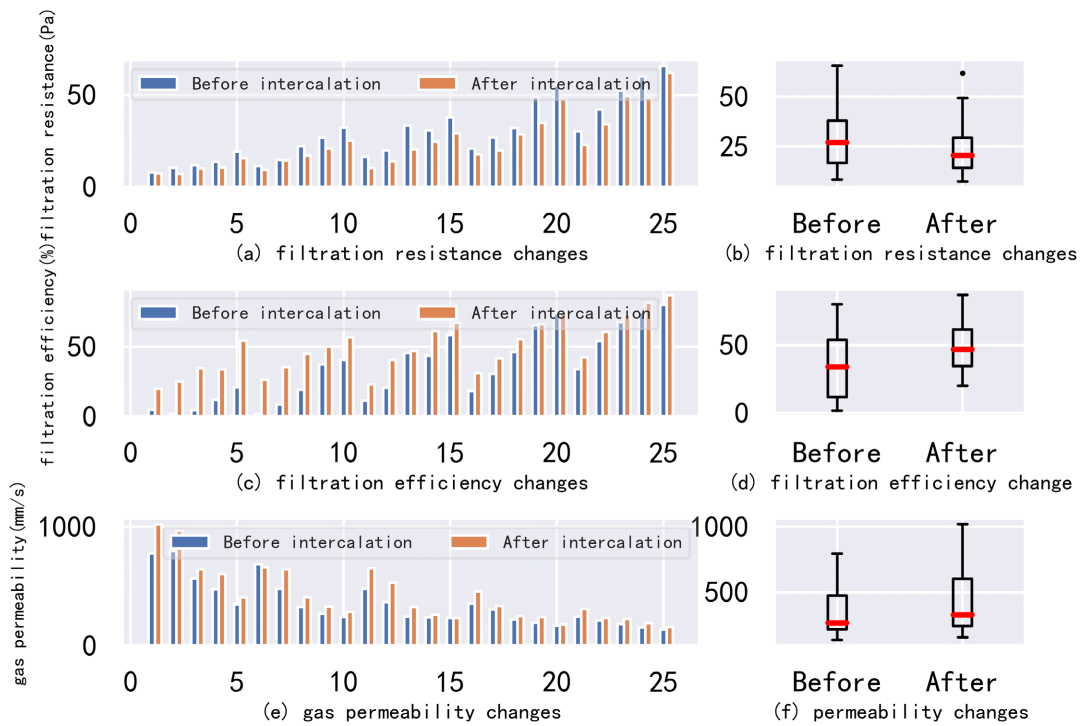 filtration resistance(Pa)
Before intercalation After intercalation
50
0
0 5 10 15 20 25
(a) filtration resistance changes
50
25
Before After
(b) filtration resistance changes
filtration efficiency(%)
Before intercalation After intercalation
50
0
0 5 10 15 20 25
(c) filtration efficiency changes
50
0
Before After
(d) filtration efficiency change
gas permeability(mm/s)
Before intercalation After intercalation
1000
0
0 5 10 15 20 25
(e) gas permeability changes
1000
500
Before After
(f) permeability changes